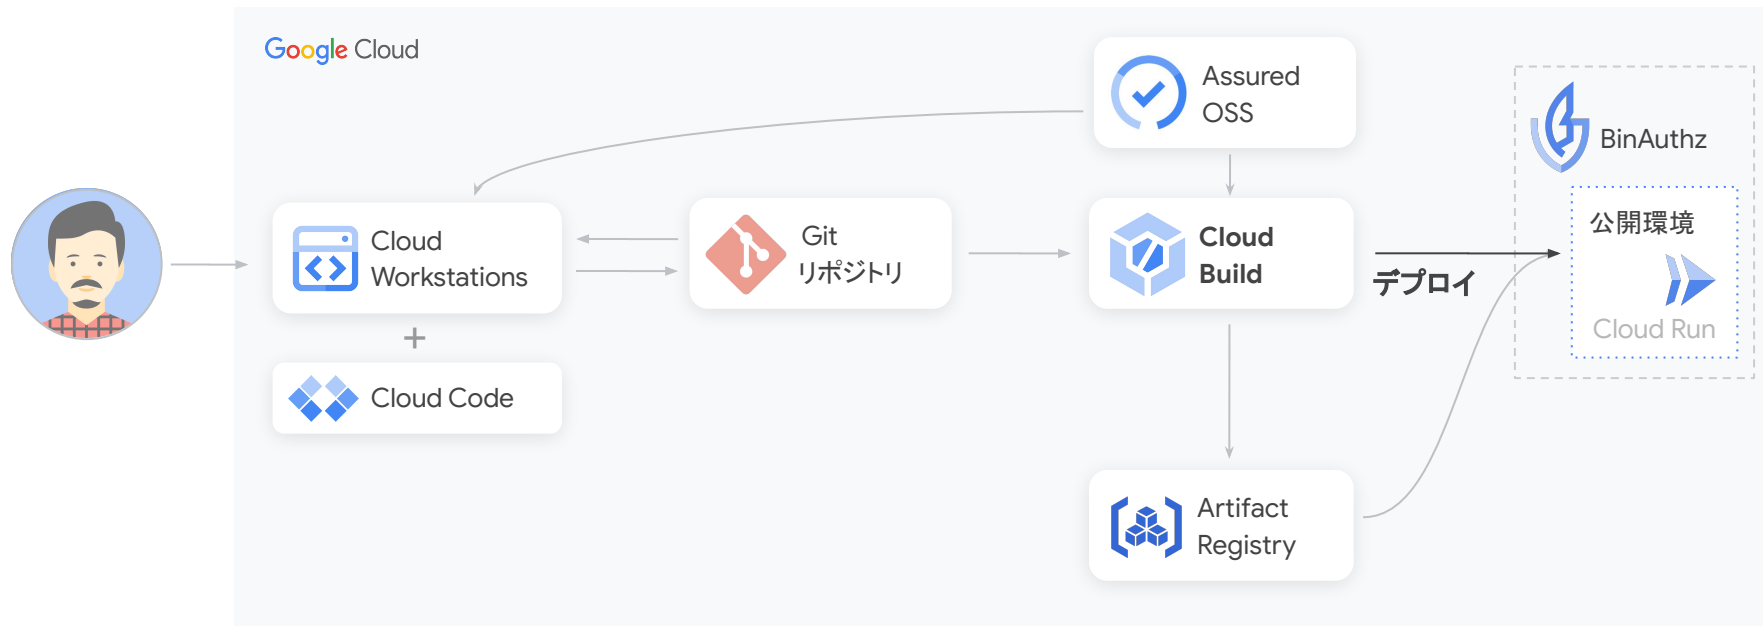 Google Cloud
Assured
OSS
BinAuthz
Cloud
Workstations
Git
リポジトリ
Cloud
Build
デプロイ
公開環境
Cloud Run
+
Cloud Code
Artifact
Registry